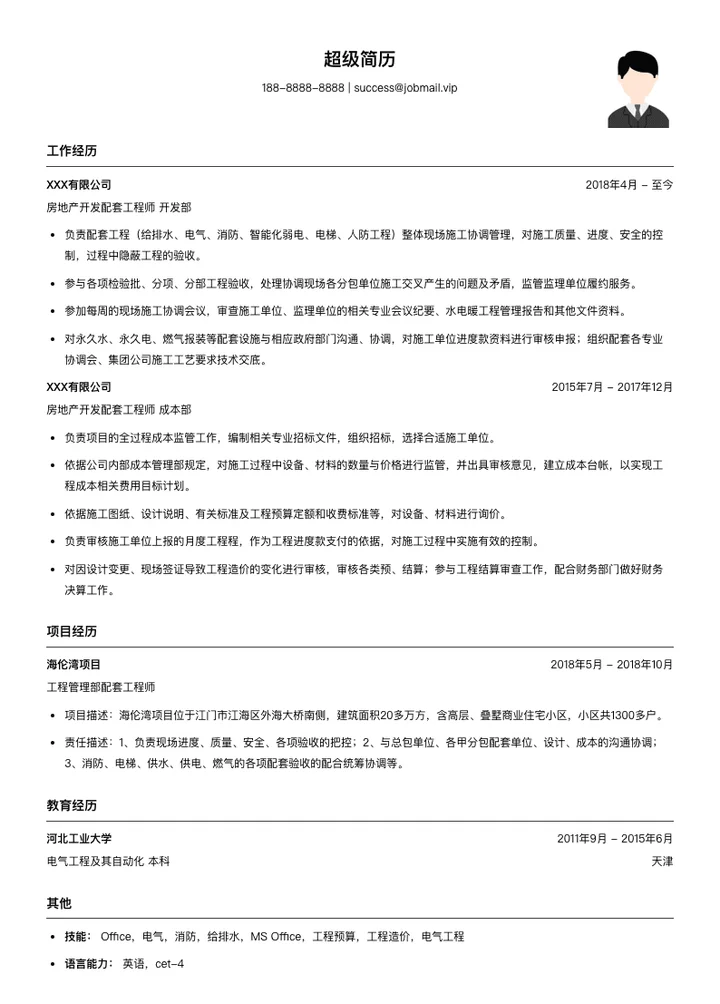 超级简历
188-8888-8888 | success@jobmail.vip
工作经历
XXX有限公司 2018年4月 – 至今
房地产开发配套工程师 开发部
• 负责配套工程（给排水、电气、消防、智能化弱电、电梯、人防工程）整体现场施工协调管理，对施工质量、进度、安全的控
制，过程中隐蔽工程的验收。
• 参与各项检验批、分项、分部工程验收，处理协调现场各分包单位施工交叉产生的问题及矛盾，监管监理单位履约服务。
• 参加每周的现场施工协调会议，审查施工单位、监理单位的相关专业会议纪要、水电暖工程管理报告和其他文件资料。
• 对永久水、永久电、燃气报装等配套设施与相应政府部门沟通、协调，对施工单位进度款资料进行审核申报；组织配套各专业
协调会、集团公司施工工艺要求技术交底。
XXX有限公司 2015年7月 – 2017年12月
房地产开发配套工程师 成本部
• 负责项目的全过程成本监管工作，编制相关专业招标文件，组织招标，选择合适施工单位。
• 依据公司内部成本管理部规定，对施工过程中设备、材料的数量与价格进行监管，并出具审核意见，建立成本台帐，以实现工
程成本相关费用目标计划。
• 依据施工图纸、设计说明、有关标准及工程预算定额和收费标准等，对设备、材料进行询价。
• 负责审核施工单位上报的月度工程程，作为工程进度款支付的依据，对施工过程中实施有效的控制。
• 对因设计变更、现场签证导致工程造价的变化进行审核，审核各类预、结算；参与工程结算审查工作，配合财务部门做好财务
决算工作。
项目经历
海伦湾项目 2018年5月 – 2018年10月
工程管理部配套工程师
• 项目描述：海伦湾项目位于江门市江海区外海大桥南侧，建筑面积20多万方，含高层、叠墅商业住宅小区，小区共1300多户。
• 责任描述：1、负责现场进度、质量、安全、各项验收的把控；2、与总包单位、各甲分包配套单位、设计、成本的沟通协调；
3、消防、电梯、供水、供电、燃气的各项配套验收的配合统筹协调等。
教育经历
河北工业大学 2011年9月 – 2015年6月
电气工程及其自动化 本科 天津
其他
• 技能： Office，电气，消防，给排水，MS Office，工程预算，工程造价，电气工程
• 语言能力： 英语，cet-4